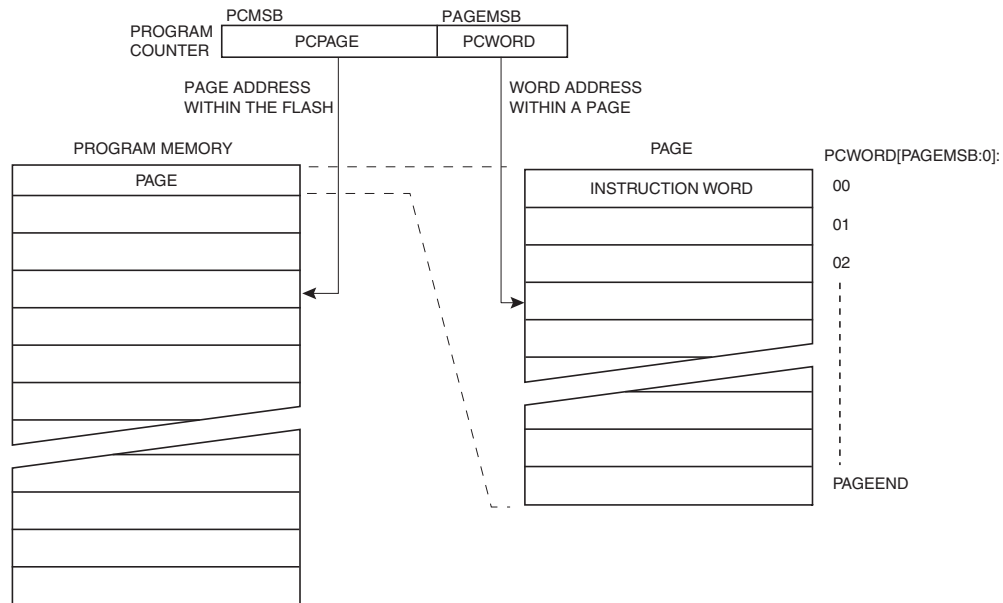 PCMSB PAGEMSB
PROGRAM
COUNTER
PCPAGE PCWORD
PAGE ADDRESS
WITHIN THE FLASH
WORD ADDRESS
WITHIN A PAGE
PROGRAM MEMORY
PAGE
PAGE
PCWORD[PAGEMSB:0]:
INSTRUCTION WORD
00
01
02
PAGEEND